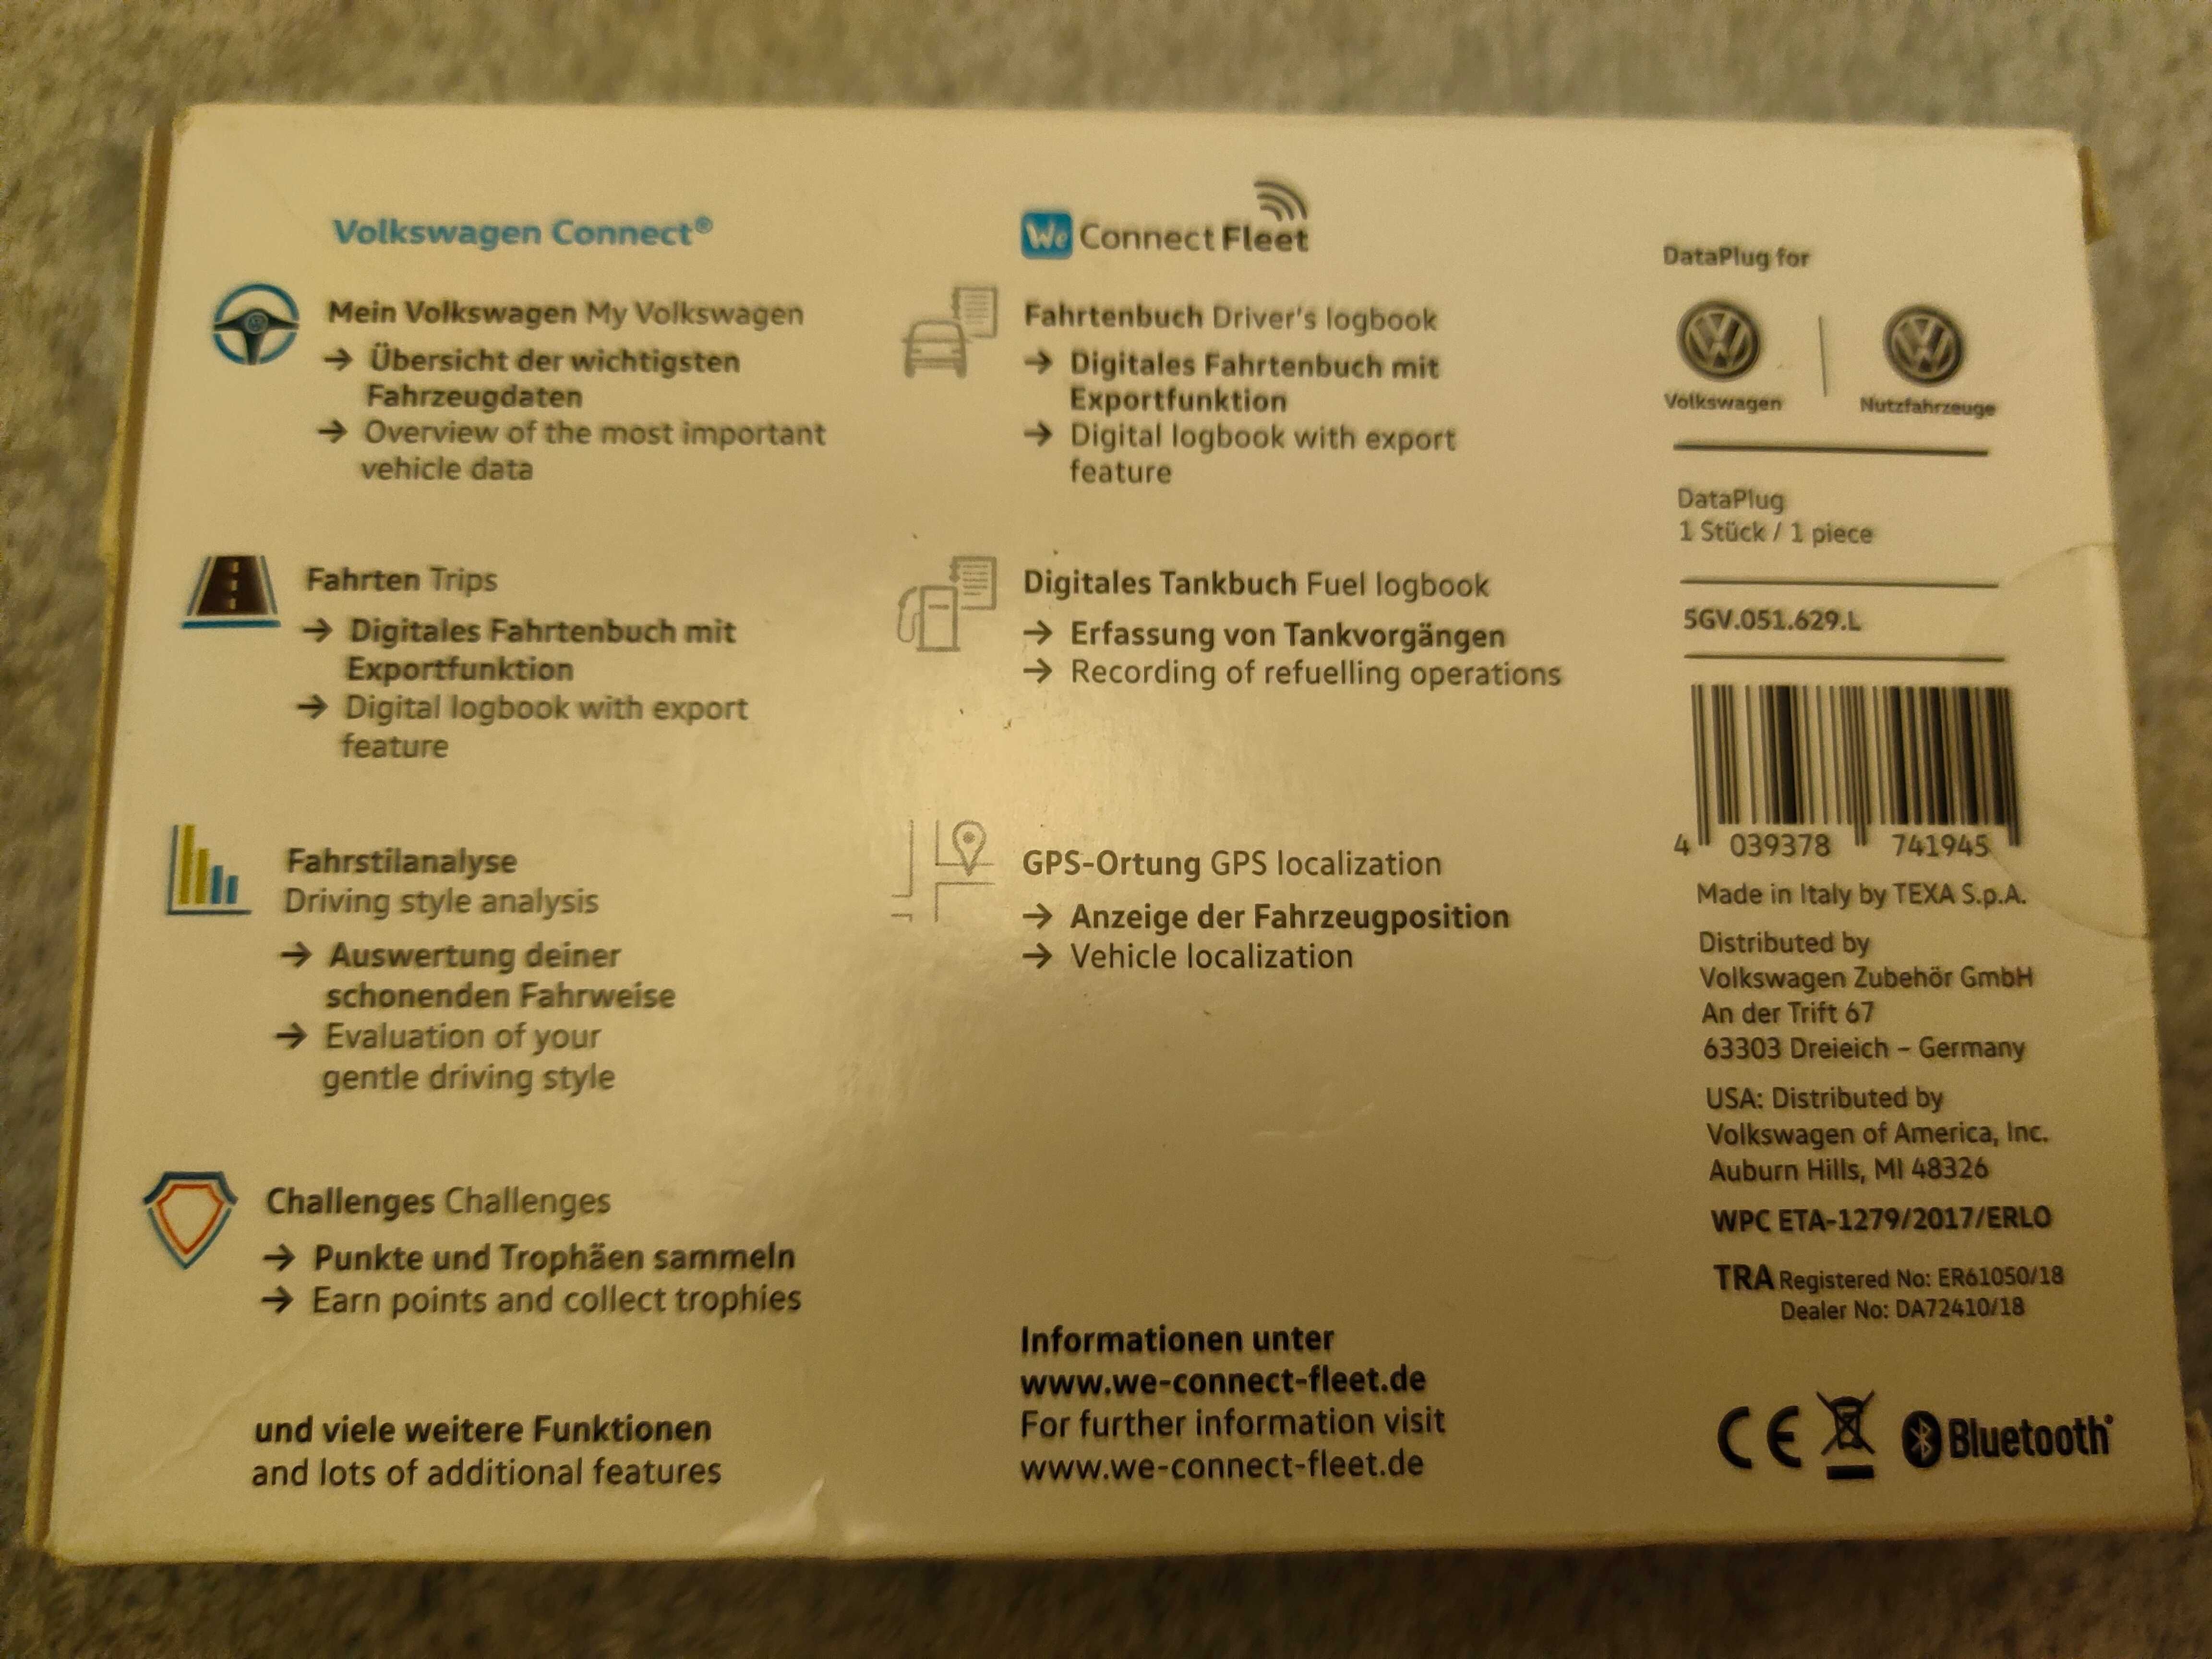 Volkswagen Connect®
Mein Volkswagen My Volkswagen
→ Übersicht der wichtigsten
Fahrzeugdaten
→ Overview of the most important
vehicle data
Fahrten Trips
→ Digitales Fahrtenbuch mit
Exportfunktion
→ Digital logbook with export
feature
Fahrstilanalyse
Driving style analysis
→ Auswertung deiner
schonenden Fahrweise
→ Evaluation of your
gentle driving style
Challenges Challenges
→ Punkte und Trophäen sammeln
→ Earn points and collect trophies
und viele weitere Funktionen
and lots of additional features
We Connect Fleet
Fahrtenbuch Driver's logbook
→ Digitales Fahrtenbuch mit
Exportfunktion
→ Digital logbook with export
feature
Digitales Tankbuch Fuel logbook
→ Erfassung von Tankvorgängen
→ Recording of refuelling operations
GPS-Ortung GPS localization
→ Anzeige der Fahrzeugposition
→ Vehicle localization
Informationen unter
www.we-connect-fleet.de
For further information visit
www.we-connect-fleet.de
DataPlug for
Volkswagen Nutzfahrzeuge
DataPlug
1 Stück / 1 piece
5GV.051.629.L
4 039378 741945
Made in Italy by TEXA S.p.A.
Distributed by
Volkswagen Zubehör GmbH
An der Trift 67
63303 Dreieich – Germany
USA: Distributed by
Volkswagen of America, Inc.
Auburn Hills, MI 48326
WPC ETA-1279/2017/ERLO
TRA Registered No: ER61050/18
Dealer No: DA72410/18
CE Bluetooth®